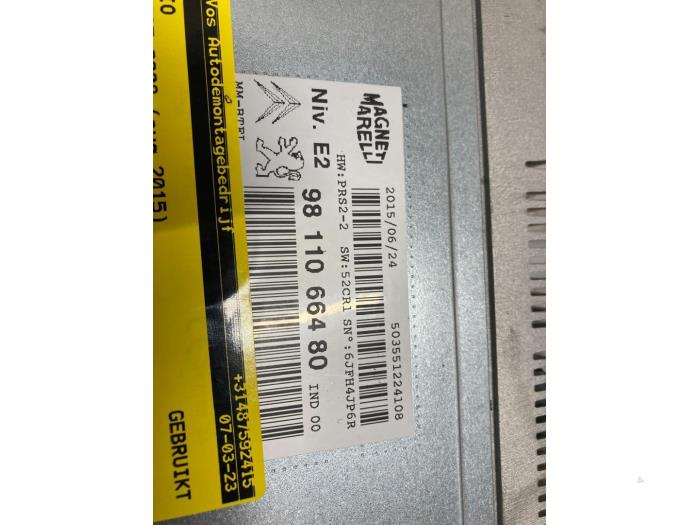 MAGNETI
MARELLI
2015/06/24 503551224108
HW:PRS2-2 SW:52CR1 SN°:6JFH4JP6R
Niv. E2 98 110 664 80 IND 00
Vos Autodemontagebedrijf
+31487592415
07-03-23
2015)
GEBRUIKT